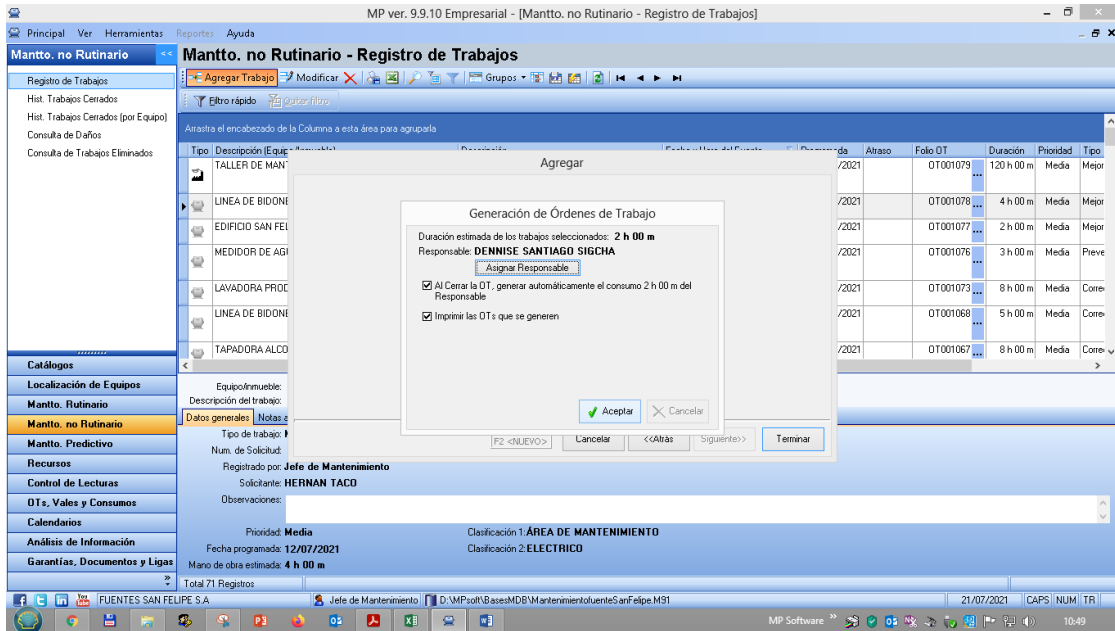 MP ver. 9.9.10 Empresarial - [Mantto. no Rutinario - Registro de Trabajos]
Principal Ver Herramientas Reportes Ayuda
Mantto. no Rutinario <<
Mantto. no Rutinario - Registro de Trabajos
Agregar Trabajo Modificar Grupos
Filtro rápido Quitar filtro
Registro de Trabajos
Hist. Trabajos Cerrados
Hist. Trabajos Cerrados (por Equipo)
Consulta de Daños
Consulta de Trabajos Eliminados
Arrastra el encabezado de la Columna a esta área para agruparla
Tipo Descripción Atraso Folio OT Duración Prioridad Tipo
TALLER DE MAN /2021 OT001079 ... 120 h 00 m Media Mejor
LINEA DE BIDONE /2021 OT001078 ... 4 h 00 m Media Mejor
EDIFICIO SAN FEL /2021 OT001077 ... 2 h 00 m Media Mejor
MEDIDOR DE AG /2021 OT001076 ... 3 h 00 m Media Preve
LAVADORA PROD /2021 OT001073 ... 8 h 00 m Media Corre
LINEA DE BIDONE /2021 OT001068 ... 5 h 00 m Media Corre
TAPADORA ALCO /2021 OT001067 ... 8 h 00 m Media Corre
Agregar
Generación de Órdenes de Trabajo
Duración estimada de los trabajos seleccionados: 2 h 00 m
Responsable: DENNISE SANTIAGO SIGCHA
Asignar Responsable
Al Cerrar la OT, generar automáticamente el consumo 2 h 00 m del
Responsable
Imprimir las OTs que se generen
Aceptar Cancelar
F2 <NUEVO> Cancelar <<Atrás Siguiente>> Terminar
Catálogos
Localización de Equipos
Mantto. Rutinario
Mantto. no Rutinario
Mantto. Predictivo
Recursos
Control de Lecturas
OTs, Vales y Consumos
Calendarios
Análisis de Información
Garantías, Documentos y Ligas
Equipo/Inmueble:
Descripción del trabajo:
Datos generales Notas a
Tipo de trabajo:
Num. de Solicitud:
Registrado por: Jefe de Mantenimiento
Solicitante: HERNAN TACO
Observaciones:
Prioridad: Media Clasificación 1: ÁREA DE MANTENIMIENTO
Fecha programada: 12/07/2021 Clasificación 2: ELECTRICO
Mano de obra estimada: 4 h 00 m
Total 71 Registros
FUENTES SAN FELIPE S.A Jefe de Mantenimiento D:\MPsoft\BasesMDB\MantenimientofuenteSanFelipe.M91 21/07/2021 CAPS NUM TR
MP Software 10:49